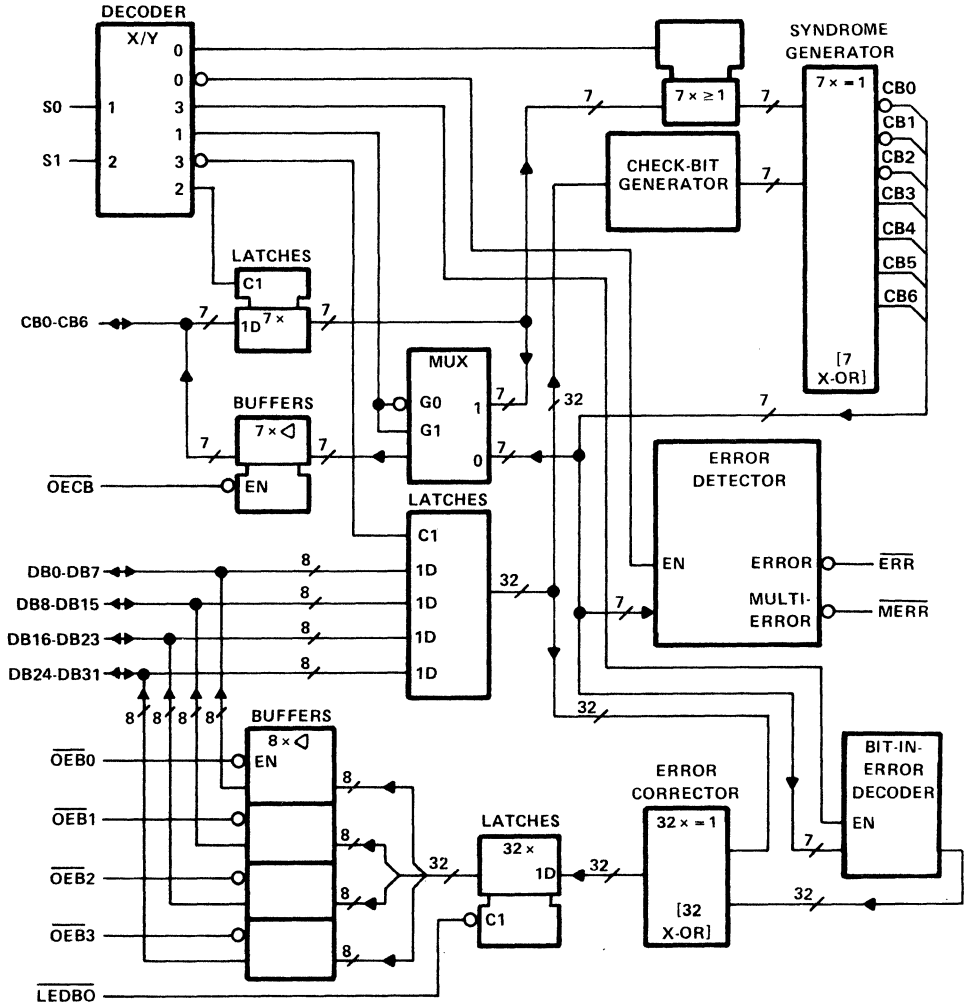 DECODER
X/Y
0
0
S0
1
3
1
S1
2
3
2
SYNDROME
GENERATOR
7
7 × ≥ 1
7
7 × = 1
CB0
CB1
CB2
CB3
CB4
CB5
CB6
[7
X-OR]
CHECK-BIT
GENERATOR
7
LATCHES
C1
CB0-CB6
7
1D 7 ×
7
MUX
G0
G1
1
0
7
7
32
7
BUFFERS
7 × ◁
7
7
OECB
EN
LATCHES
C1
1D
1D
1D
1D
32
DB0-DB7
8
DB8-DB15
8
DB16-DB23
8
DB24-DB31
8
8 8 8 8
ERROR
DETECTOR
EN
ERROR
ERR
7
MULTI-
ERROR
MERR
32
BUFFERS
8 × ◁
OEB0
EN
8
OEB1
8
OEB2
8
OEB3
8
32
LATCHES
32 ×
1D
C1
32
LEDBO
ERROR
CORRECTOR
32 × = 1
[32
X-OR]
BIT-IN-
ERROR
DECODER
EN
7
32